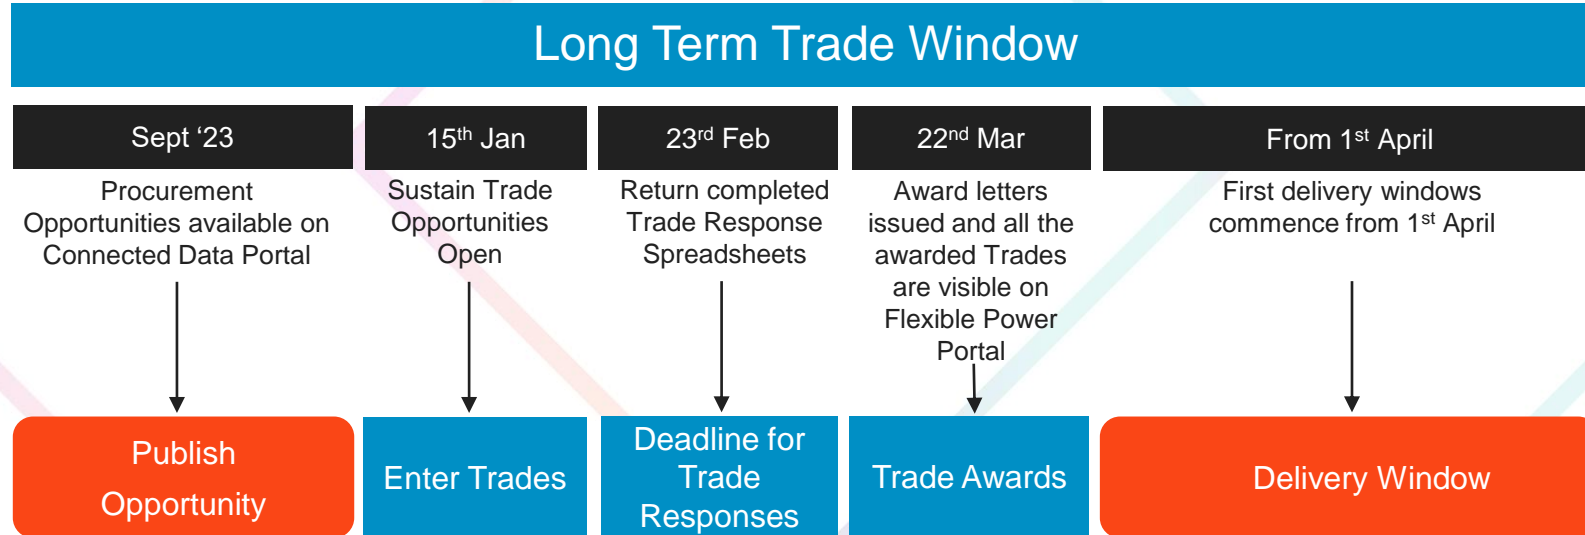 Long Term Trade Window
Sept ‘23
15th Jan
23rd Feb
22nd Mar
From 1st April
Procurement
Opportunities available on
Connected Data Portal
Sustain Trade
Opportunities
Open
Return completed
Trade Response
Spreadsheets
Award letters
issued and all the
awarded Trades
are visible on
Flexible Power
Portal
First delivery windows
commence from 1st April
Publish
Opportunity
Enter Trades
Deadline for
Trade
Responses
Trade Awards
Delivery Window